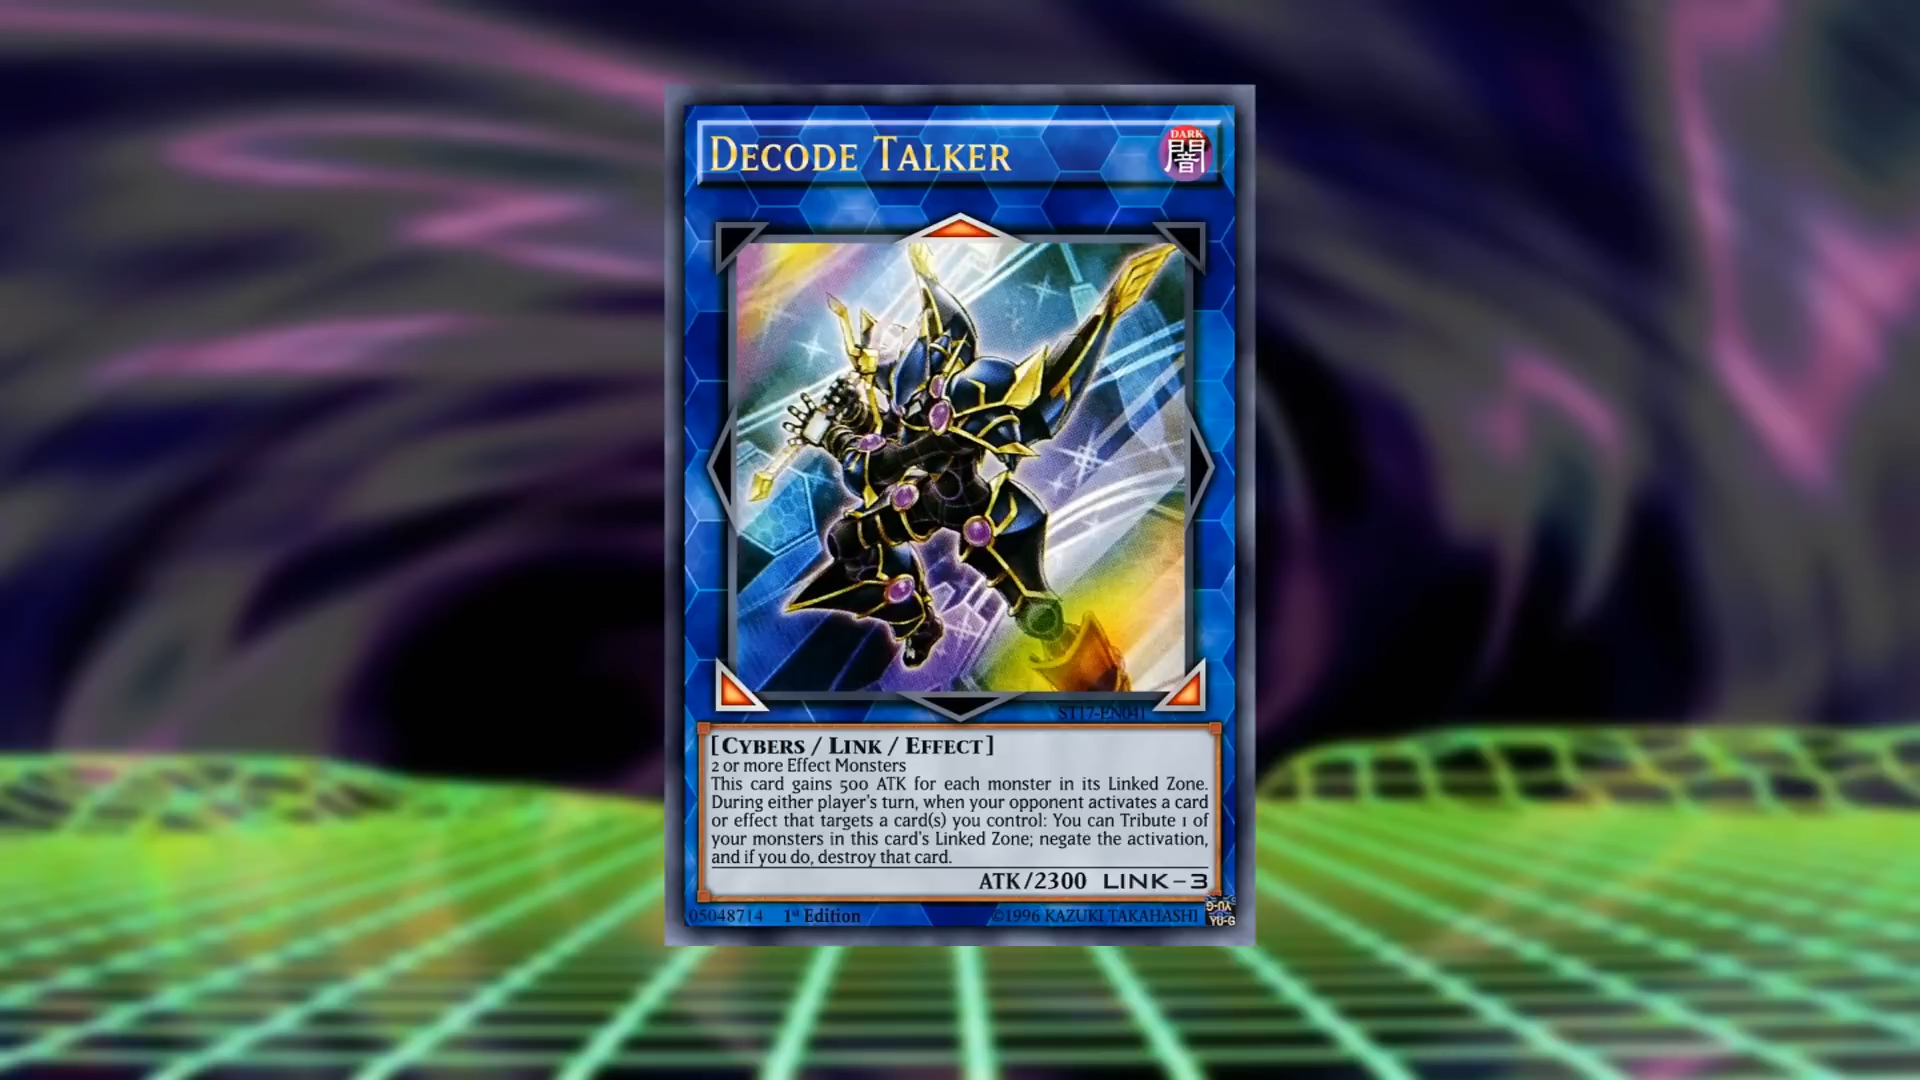 DECODE TALKER
DARK
闇
ST17-EN041
[CYBERS / LINK / EFFECT]
2 or more Effect Monsters
This card gains 500 ATK for each monster in its Linked Zone.
During either player's turn, when your opponent activates a card
or effect that targets a card(s) you control: You can Tribute 1 of
your monsters in this card's Linked Zone; negate the activation,
and if you do, destroy that card.
ATK/2300 LINK-3
05048714 1st Edition ©1996 KAZUKI TAKAHASHI